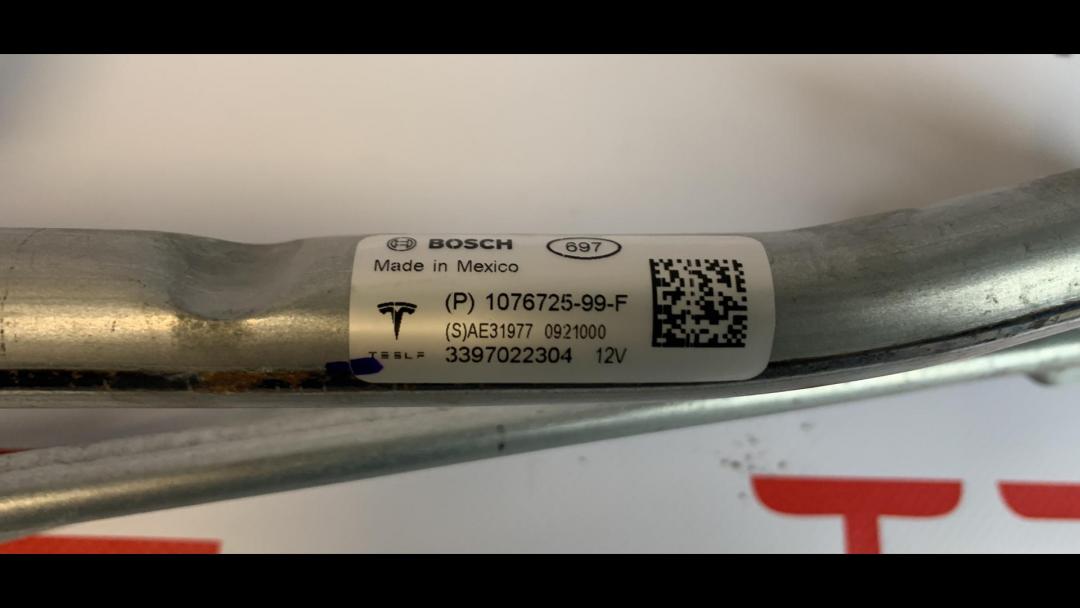 BOSCH 697
Made in Mexico
(P) 1076725-99-F
(S)AE31977 0921000
TESLA 3397022304 12V